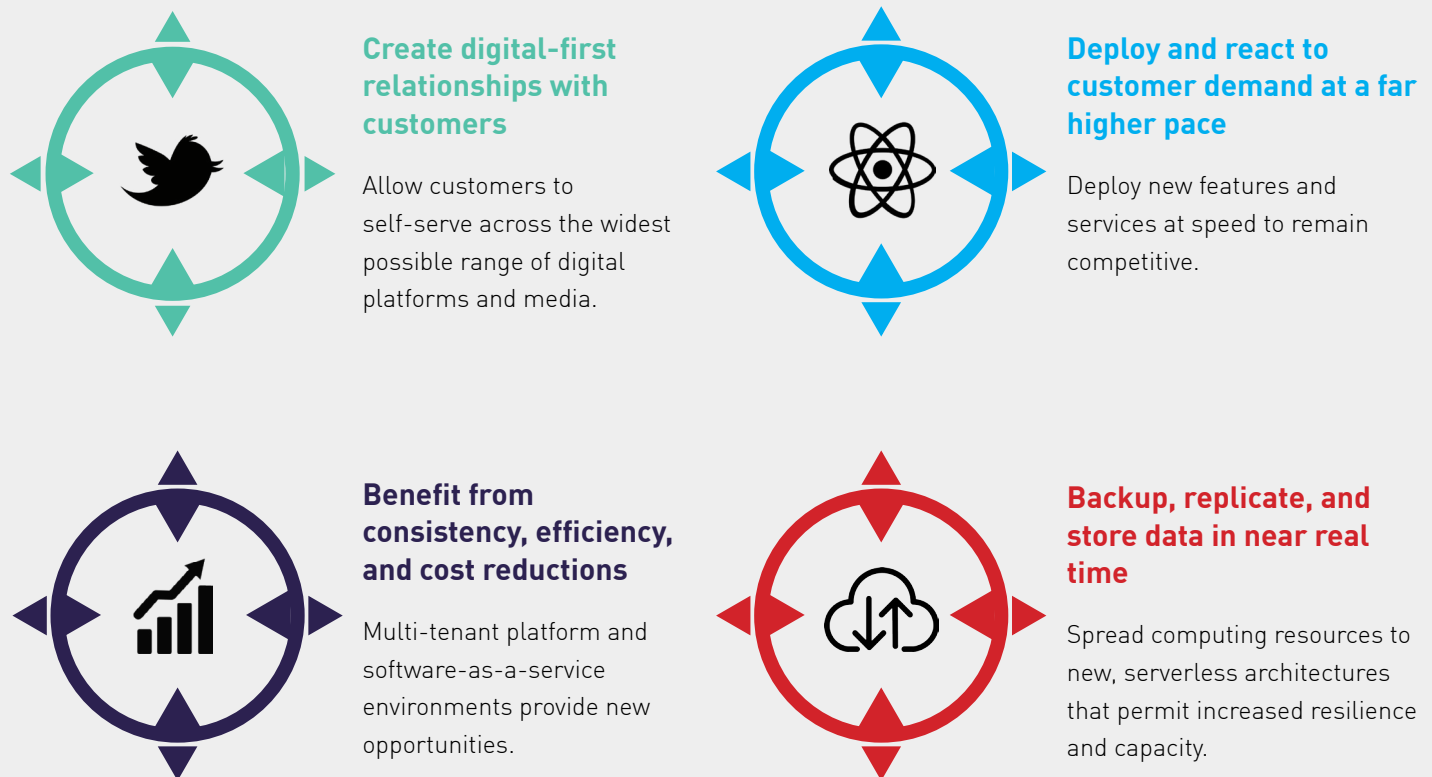 Create digital-first
relationships with
customers
Allow customers to
self-serve across the widest
possible range of digital
platforms and media.
Deploy and react to
customer demand at a far
higher pace
Deploy new features and
services at speed to remain
competitive.
Benefit from
consistency, efficiency,
and cost reductions
Multi-tenant platform and
software-as-a-service
environments provide new
opportunities.
Backup, replicate, and
store data in near real
time
Spread computing resources to
new, serverless architectures
that permit increased resilience
and capacity.